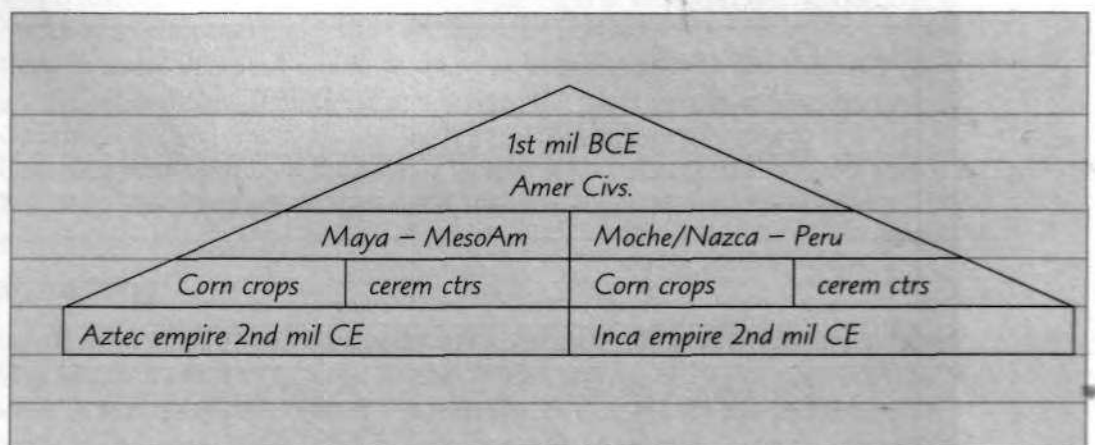 1st mil BCE
Amer Civs.
Maya – MesoAm Moche/Nazca – Peru
Corn crops cerem ctrs Corn crops cerem ctrs
Aztec empire 2nd mil CE Inca empire 2nd mil CE